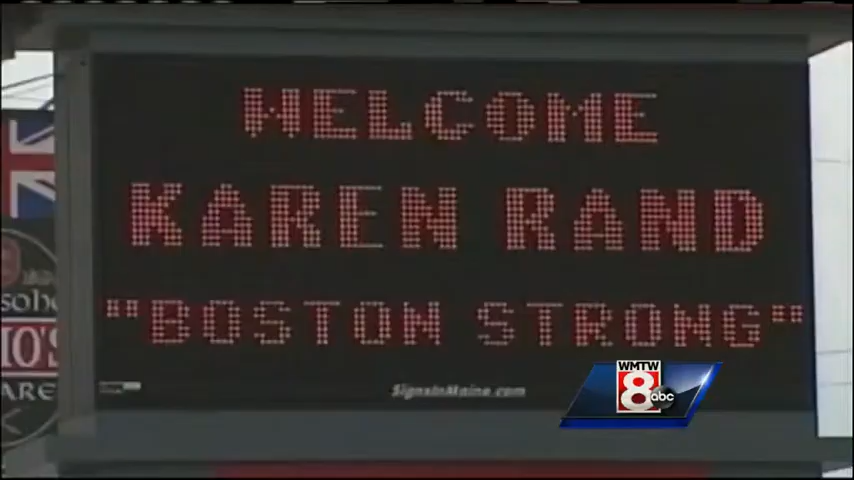 WELCOME
KAREN RAND
"BOSTON STRONG"
SignsInMaine.com
WMTW
8
abc